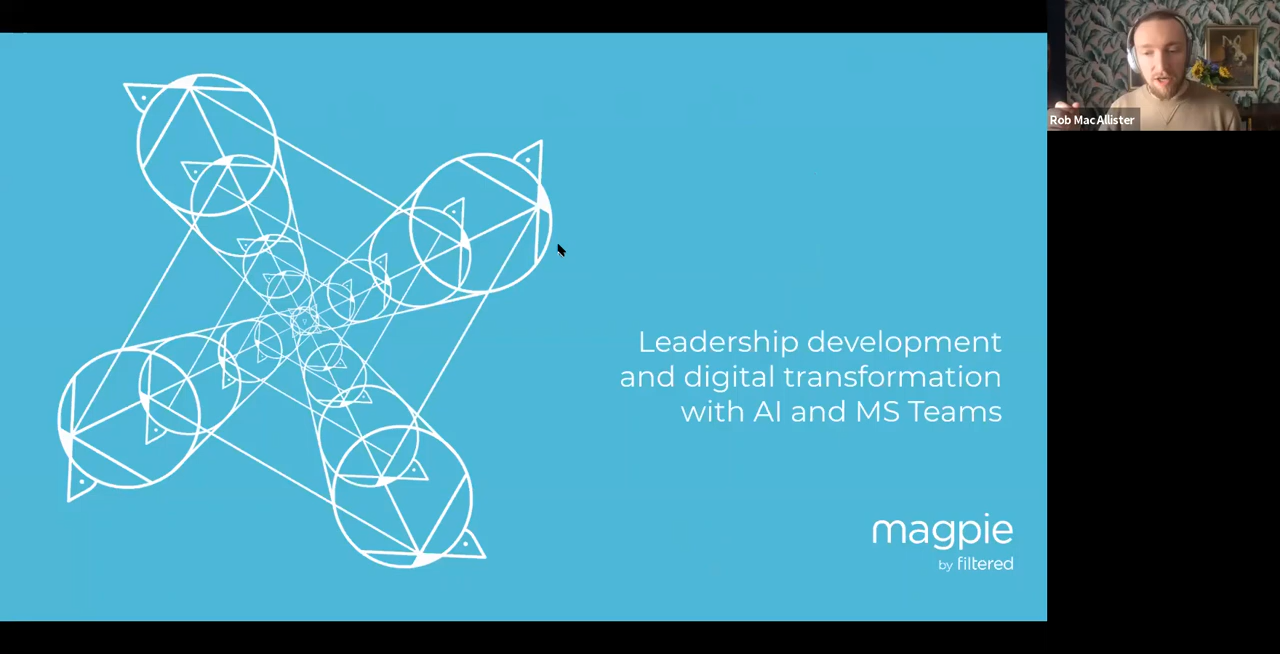 Rob MacAllister
Leadership development
and digital transformation
with AI and MS Teams
magpie
by filtered